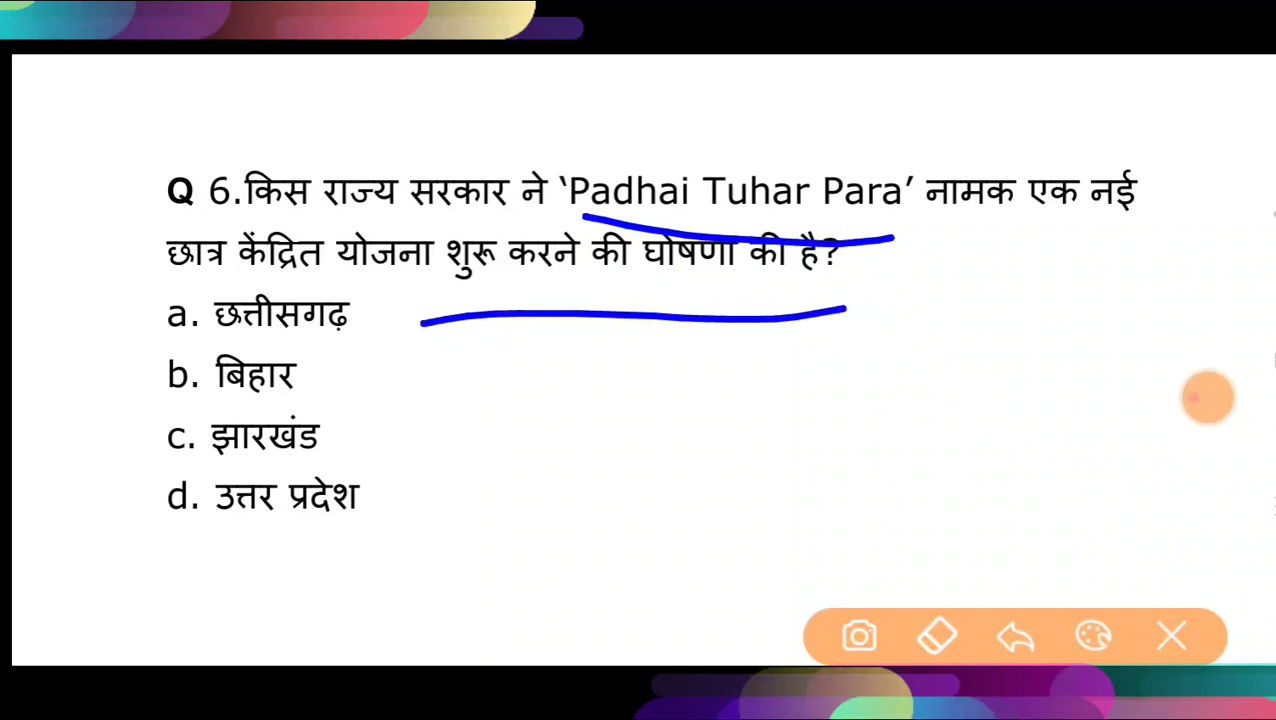 Q 6.किस राज्य सरकार ने ‘Padhai Tuhar Para’ नामक एक नई
छात्र केंद्रित योजना शुरू करने की घोषणा की है?
a. छत्तीसगढ़
b. बिहार
c. झारखंड
d. उत्तर प्रदेश